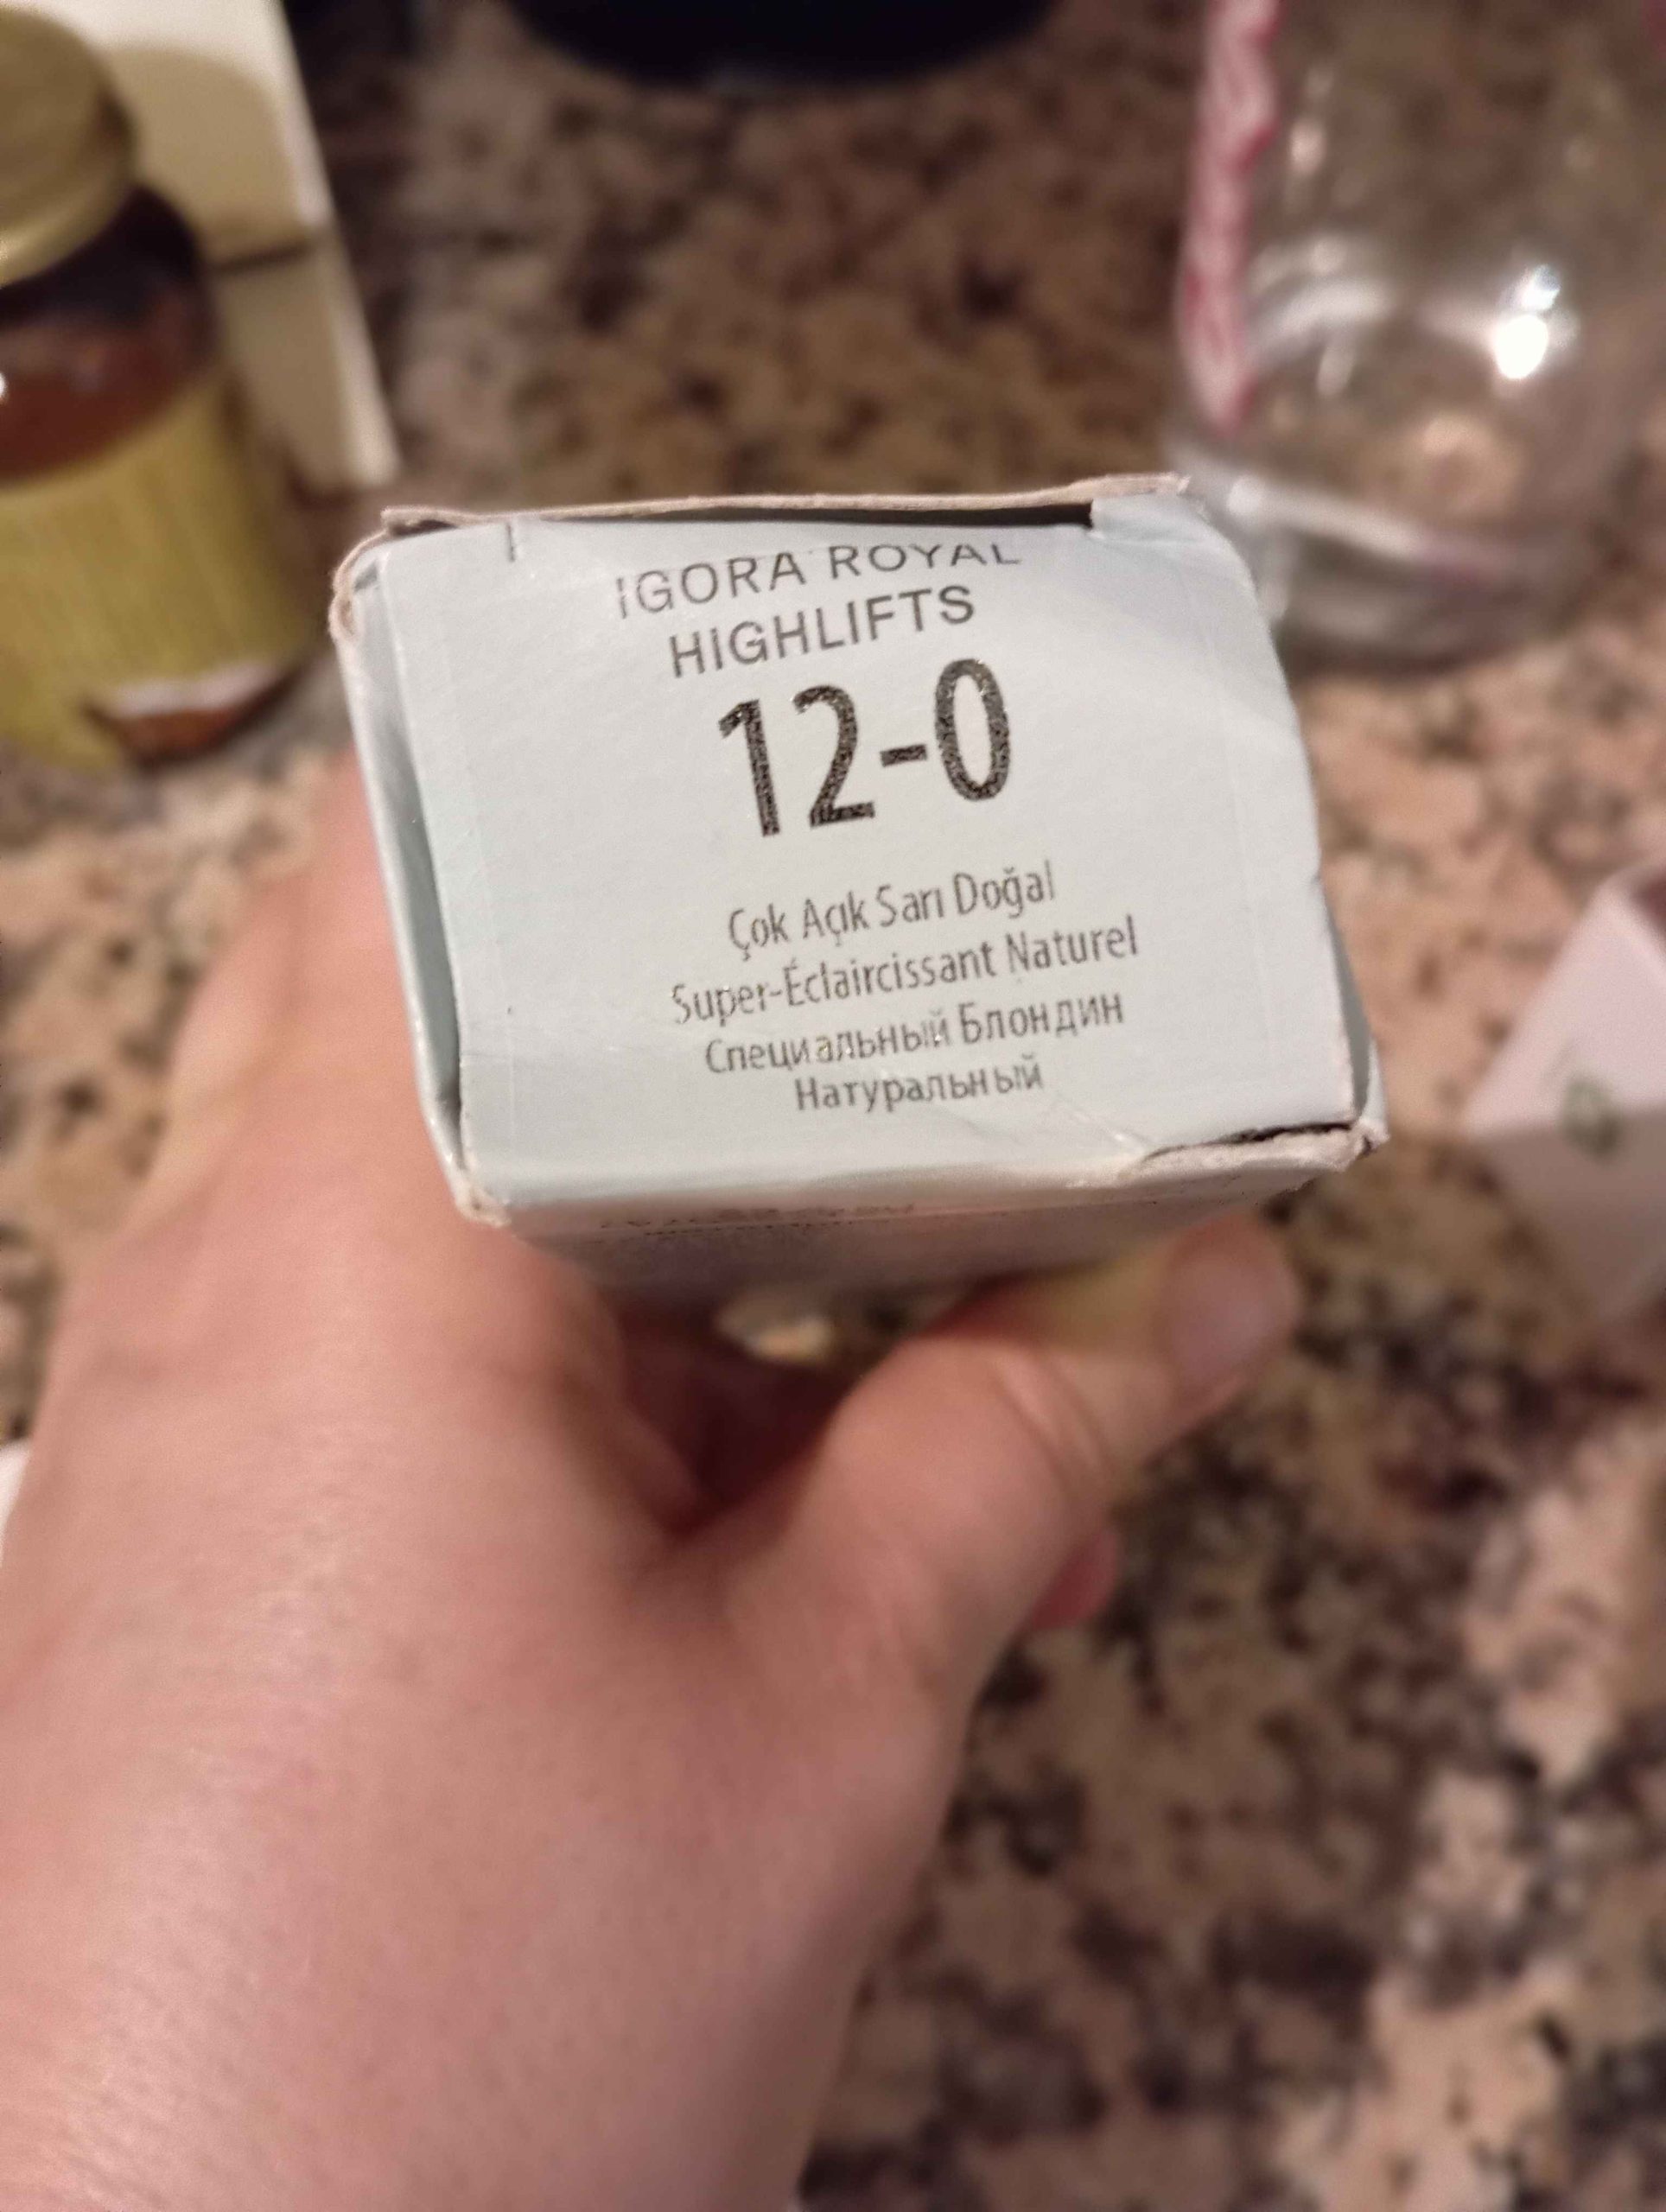 IGORA ROYAL
HIGHLIFTS
12-0
Çok Açık Sarı Doğal
Super-Éclaircissant Naturel
Специальный Блондин
Натуральный